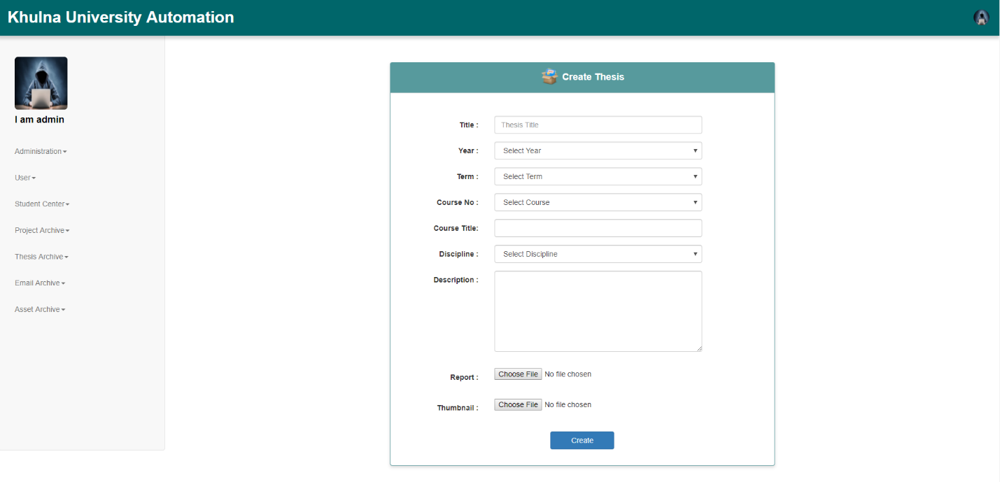 Khulna University Automation
I am admin
Administration
User
Student Center
Project Archive
Thesis Archive
Email Archive
Asset Archive
Create Thesis
Title : Thesis Title
Year : Select Year
Term : Select Term
Course No : Select Course
Course Title:
Discipline : Select Discipline
Description :
Report : Choose File No file chosen
Thumbnail : Choose File No file chosen
Create